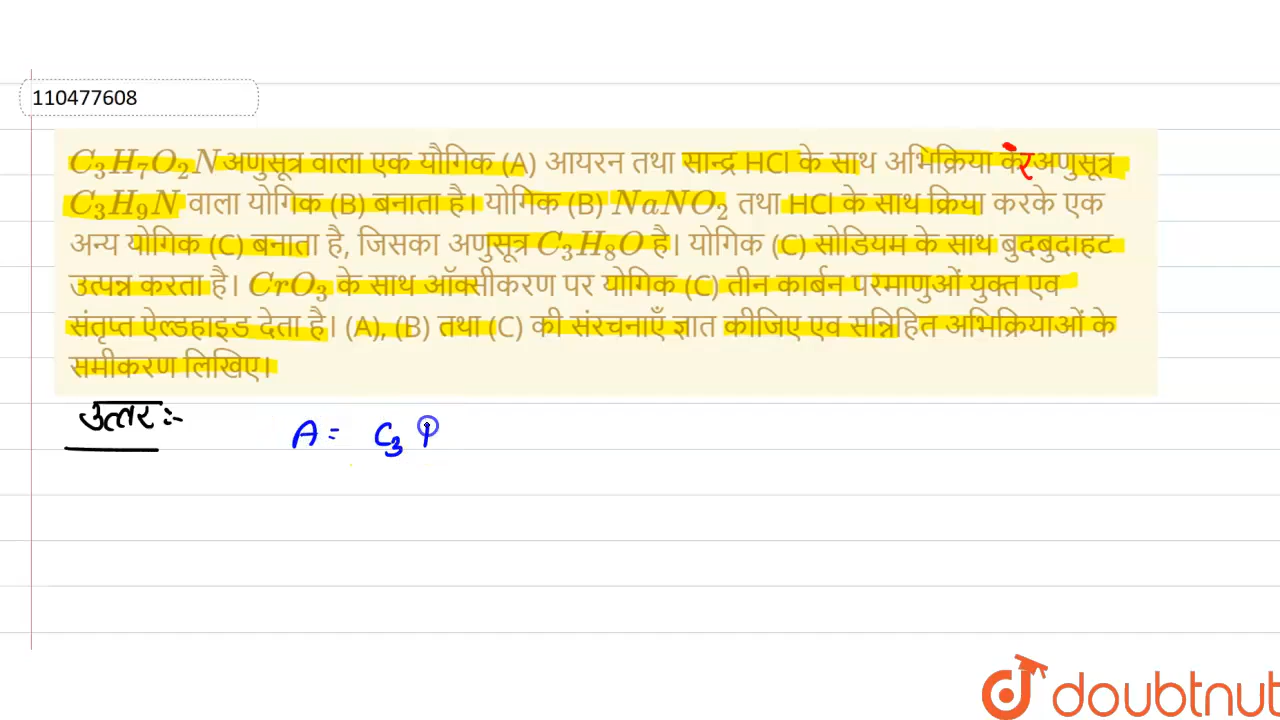 110477608
C₃H₇O₂N अणुसूत्र वाला एक यौगिक (A) आयरन तथा सान्द्र HCl के साथ अभिक्रिया कर अणुसूत्र
C₃H₉N वाला योगिक (B) बनाता है। योगिक (B) NaNO₂ तथा HCl के साथ क्रिया करके एक
अन्य योगिक (C) बनाता है, जिसका अणुसूत्र C₃H₈O है। योगिक (C) सोडियम के साथ बुदबुदाहट
उत्पन्न करता है। CrO₃ के साथ ऑक्सीकरण पर योगिक (C) तीन कार्बन परमाणुओं युक्त एव
संतृप्त ऐल्डहाइड देता है। (A), (B) तथा (C) की संरचनाएँ ज्ञात कीजिए एव सन्निहित अभिक्रियाओं के
समीकरण लिखिए।
उत्तर :-
A = C₃
doubtnut